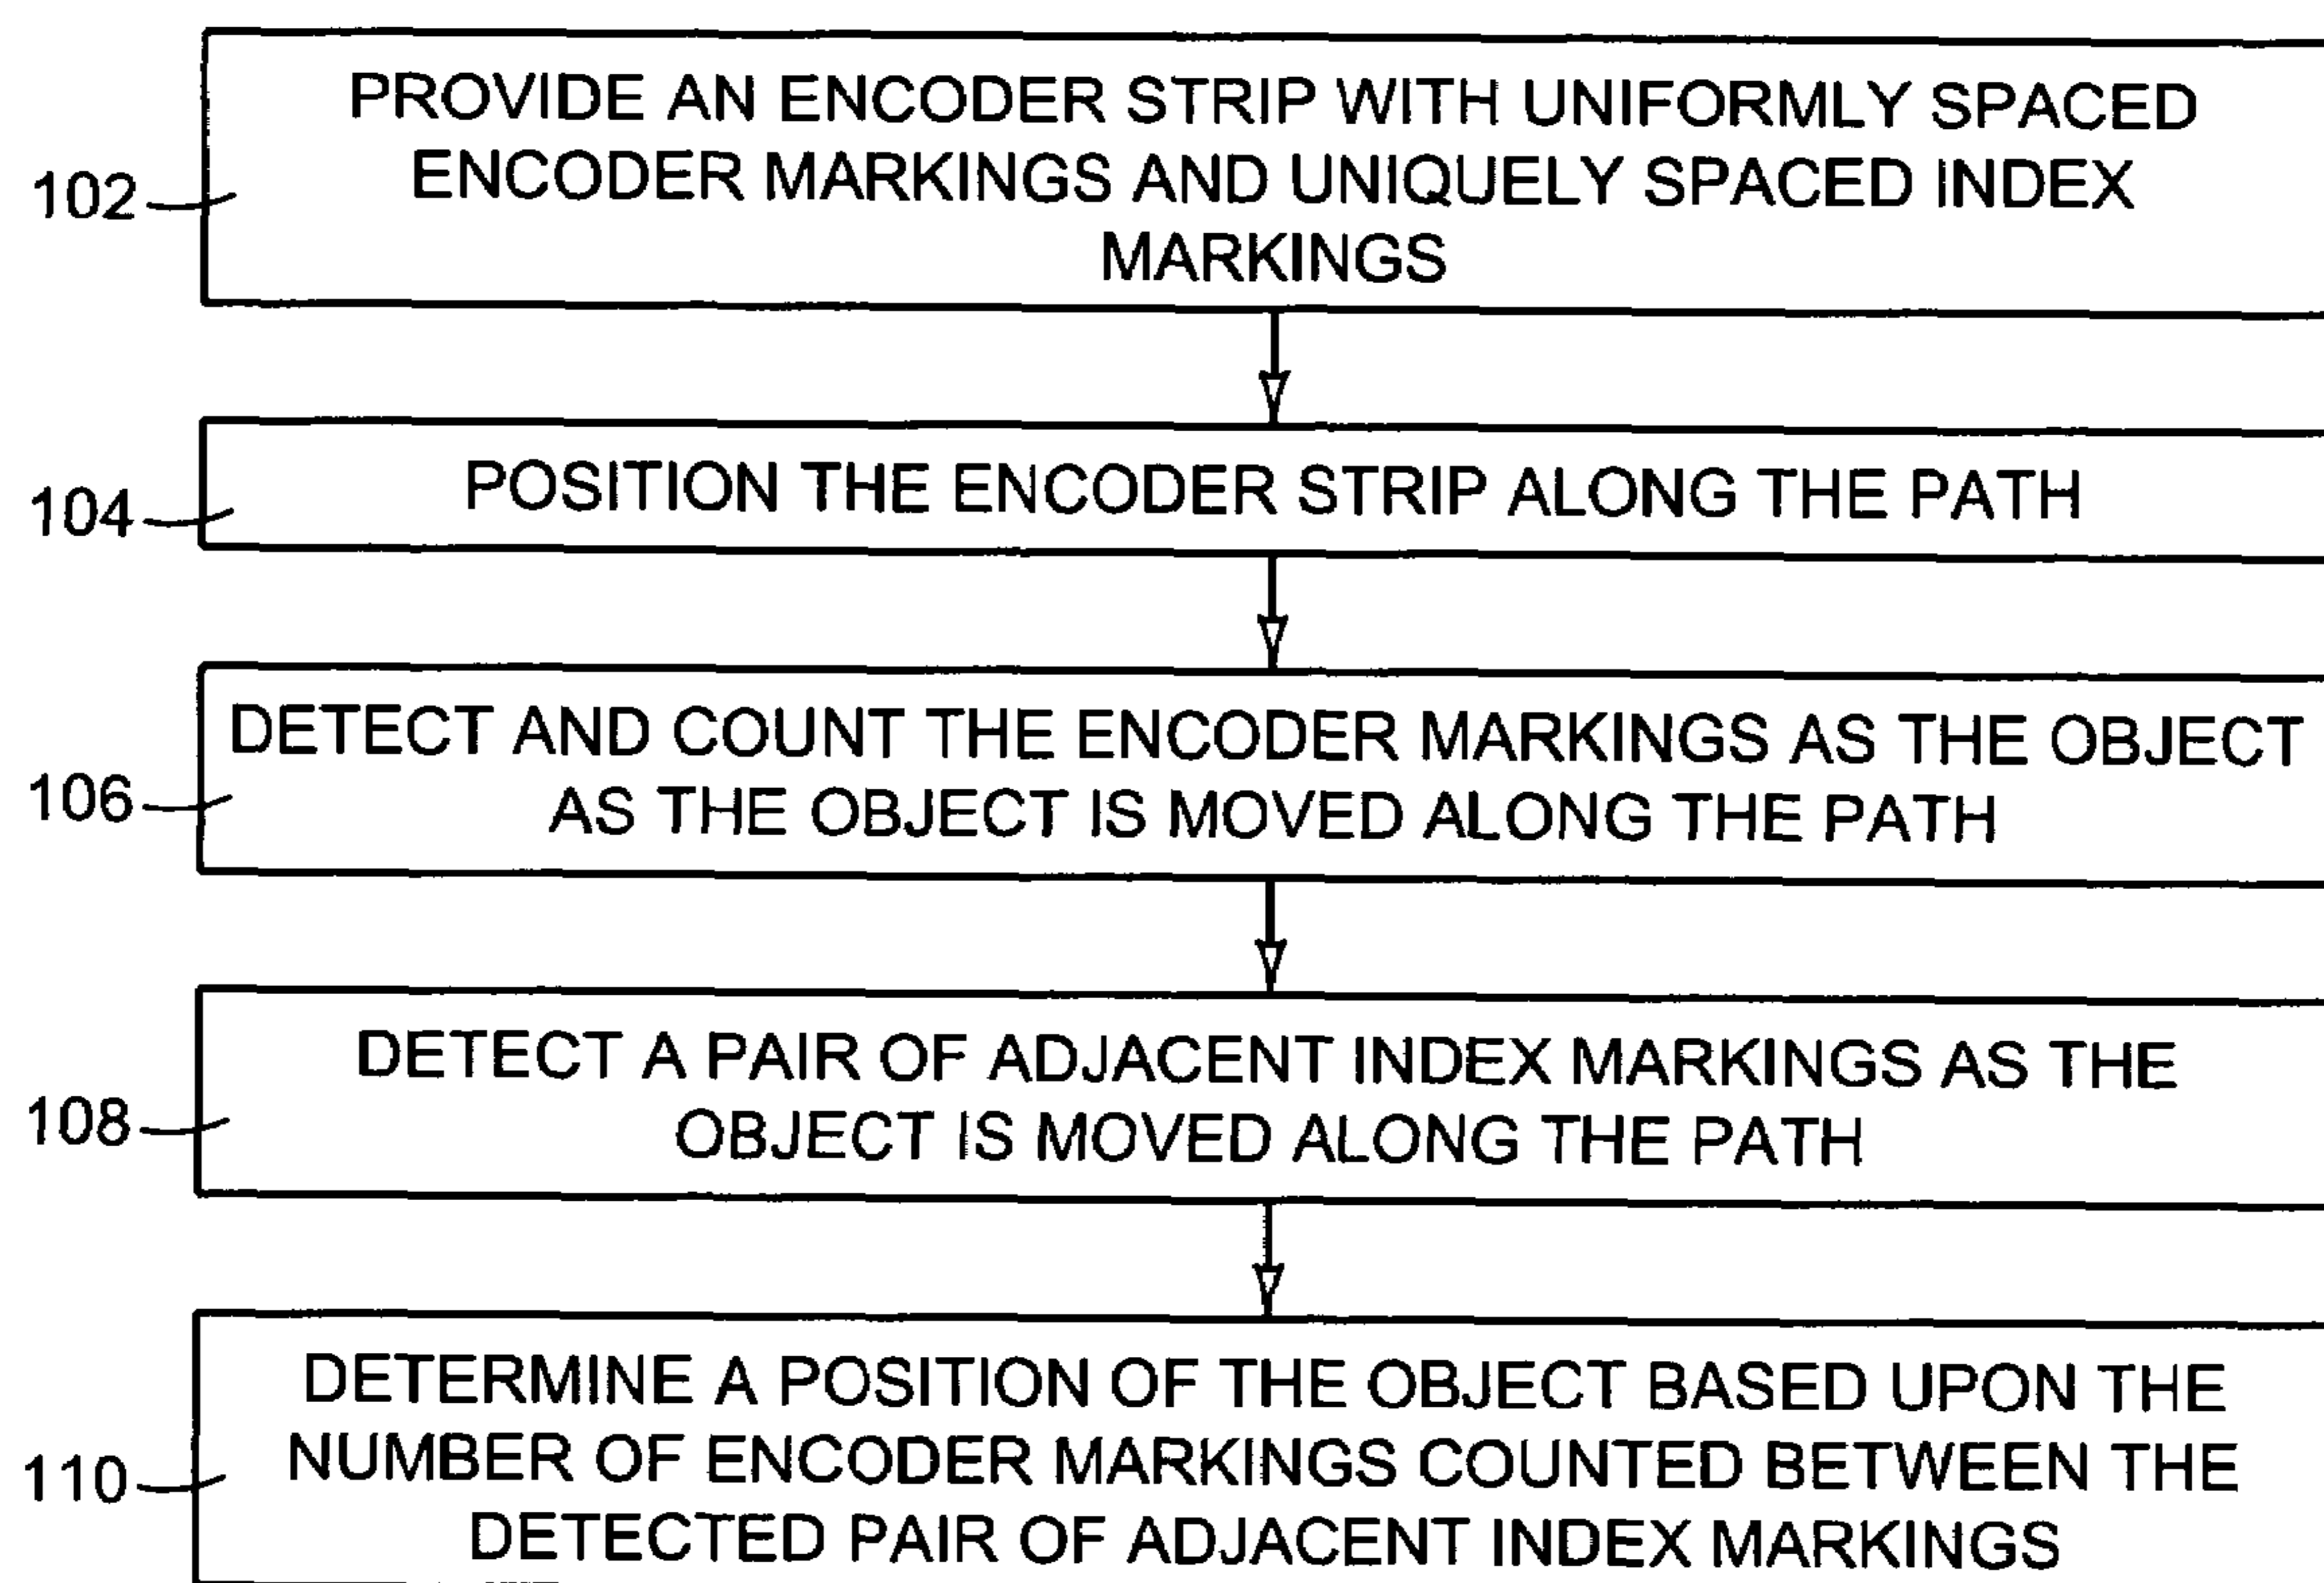 PROVIDE AN ENCODER STRIP WITH UNIFORMLY SPACED
ENCODER MARKINGS AND UNIQUELY SPACED INDEX
MARKINGS
102
POSITION THE ENCODER STRIP ALONG THE PATH
104
DETECT AND COUNT THE ENCODER MARKINGS AS THE OBJECT
AS THE OBJECT IS MOVED ALONG THE PATH
106
DETECT A PAIR OF ADJACENT INDEX MARKINGS AS THE
OBJECT IS MOVED ALONG THE PATH
108
DETERMINE A POSITION OF THE OBJECT BASED UPON THE
NUMBER OF ENCODER MARKINGS COUNTED BETWEEN THE
DETECTED PAIR OF ADJACENT INDEX MARKINGS
110